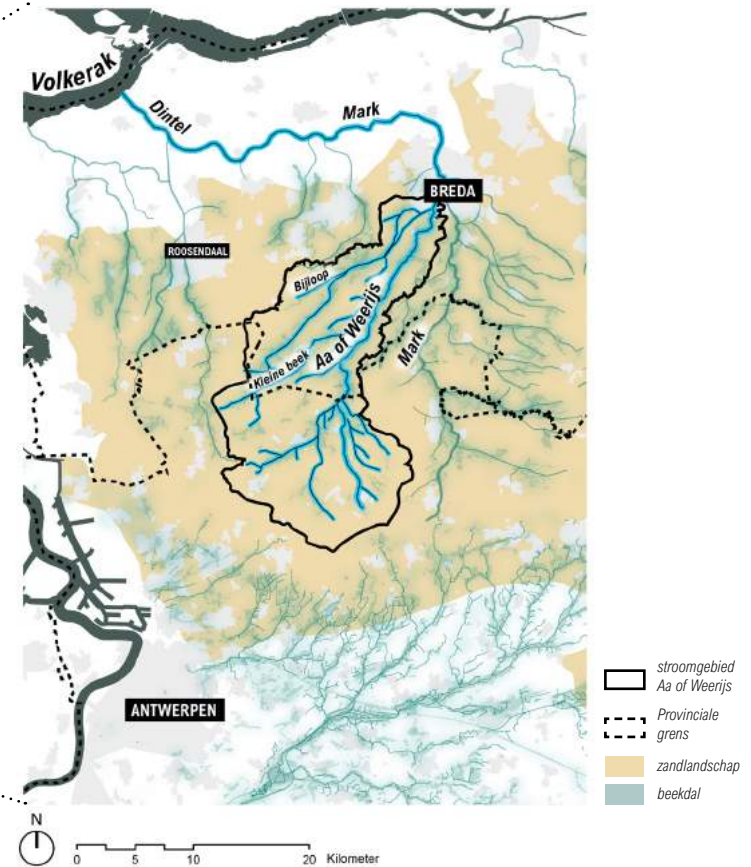 Volkerak
Dintel
Mark
BREDA
ROOSENDAAL
Bijloop
Aa of Weerijs
Mark
Kleine beek
ANTWERPEN
stroomgebied
Aa of Weerijs
Provinciale
grens
zandlandschap
beekdal
N
0 5 10 20 Kilometer